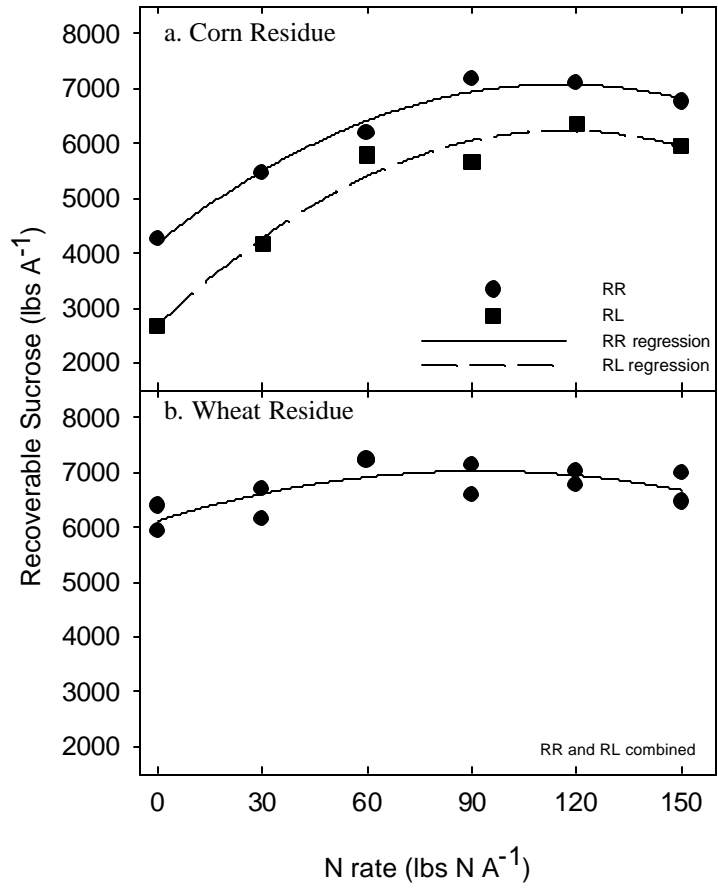 a. Corn Residue
8000
7000
6000
5000
4000
3000
2000
RR
RL
RR regression
RL regression
Recoverable Sucrose (lbs A⁻¹)
b. Wheat Residue
8000
7000
6000
5000
4000
3000
2000
RR and RL combined
0 30 60 90 120 150
N rate (lbs N A⁻¹)